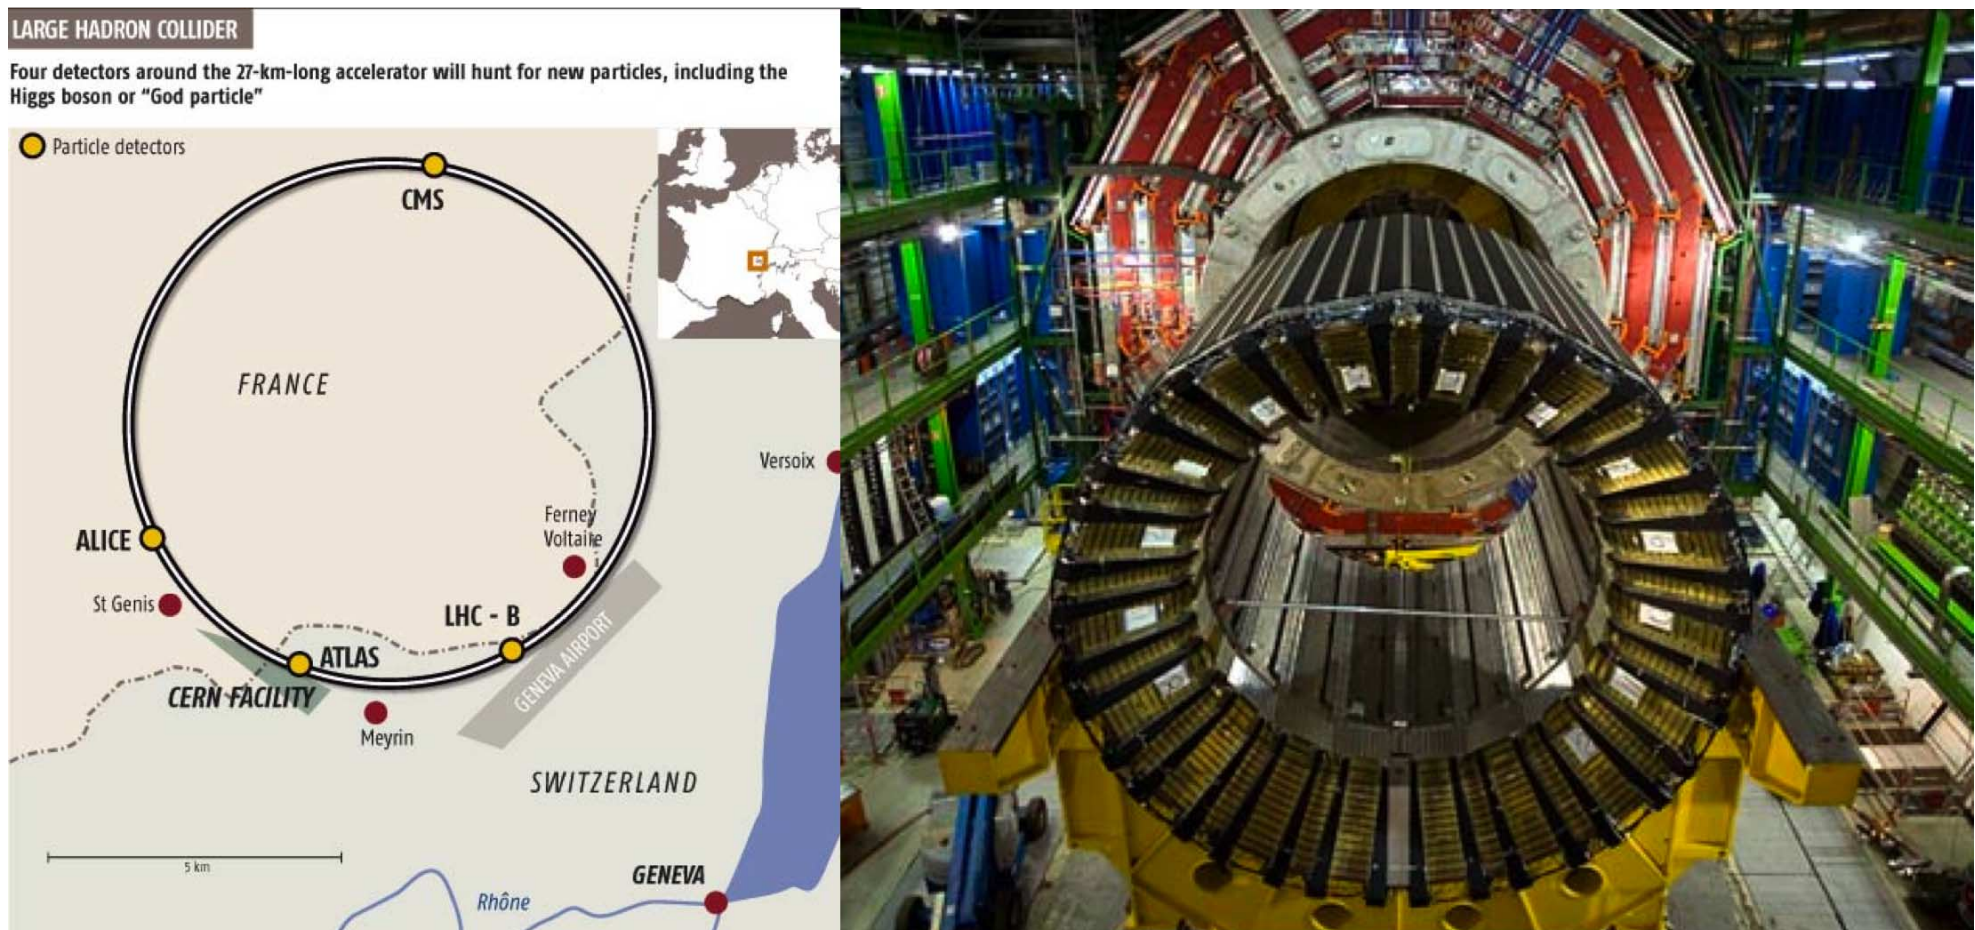 LARGE HADRON COLLIDER
Four detectors around the 27-km-long accelerator will hunt for new particles, including the
Higgs boson or “God particle”
Particle detectors
CMS
FRANCE
Versoix
Ferney
Voltaire
ALICE
St Genis
LHC - B
ATLAS
GENEVA AIRPORT
CERN FACILITY
Meyrin
SWITZERLAND
5 km
GENEVA
Rhône